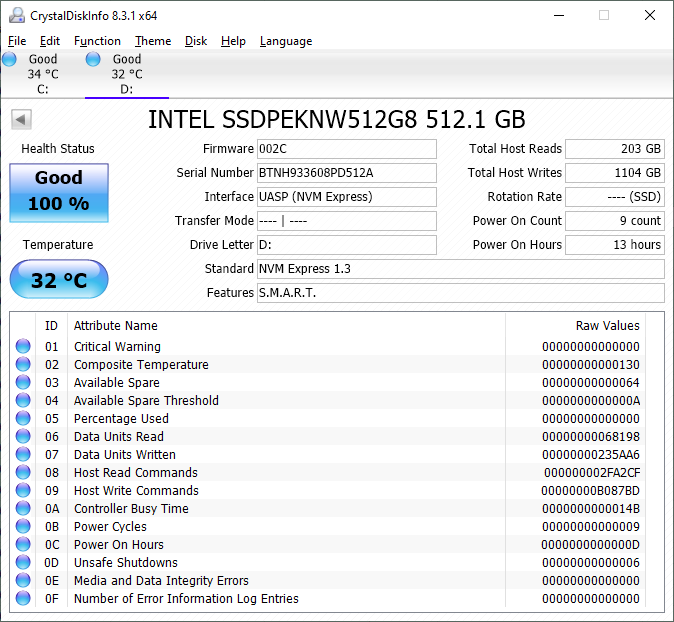 CrystalDiskInfo 8.3.1 x64
File Edit Function Theme Disk Help Language
Good Good
34 °C 32 °C
C: D:
INTEL SSDPEKNW512G8 512.1 GB
Health Status Firmware 002C Total Host Reads 203 GB
Good Serial Number BTNH933608PD512A Total Host Writes 1104 GB
100 % Interface UASP (NVM Express) Rotation Rate ---- (SSD)
Transfer Mode ---- | ---- Power On Count 9 count
Temperature Drive Letter D: Power On Hours 13 hours
32 °C Standard NVM Express 1.3
Features S.M.A.R.T.
ID Attribute Name Raw Values
01 Critical Warning 00000000000000
02 Composite Temperature 00000000000130
03 Available Spare 00000000000064
04 Available Spare Threshold 0000000000000A
05 Percentage Used 00000000000000
06 Data Units Read 00000000068198
07 Data Units Written 00000000235AA6
08 Host Read Commands 000000002FA2CF
09 Host Write Commands 00000000B087BD
0A Controller Busy Time 0000000000014B
0B Power Cycles 00000000000009
0C Power On Hours 0000000000000D
0D Unsafe Shutdowns 00000000000006
0E Media and Data Integrity Errors 00000000000000
0F Number of Error Information Log Entries 00000000000000